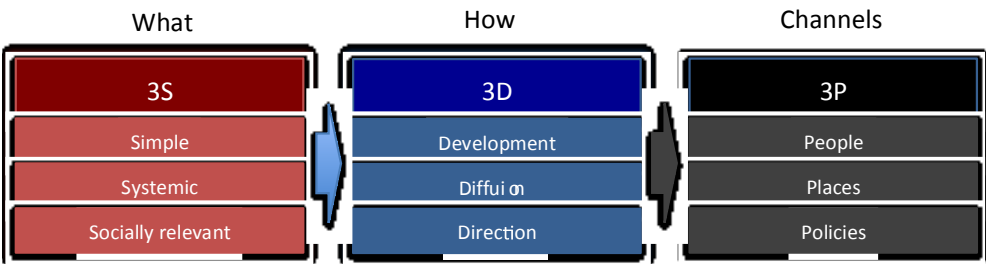 What
How
Channels
3S
3D
3P
Simple
Development
People
Systemic
Diffui on
Places
Socially relevant
Direction
Policies